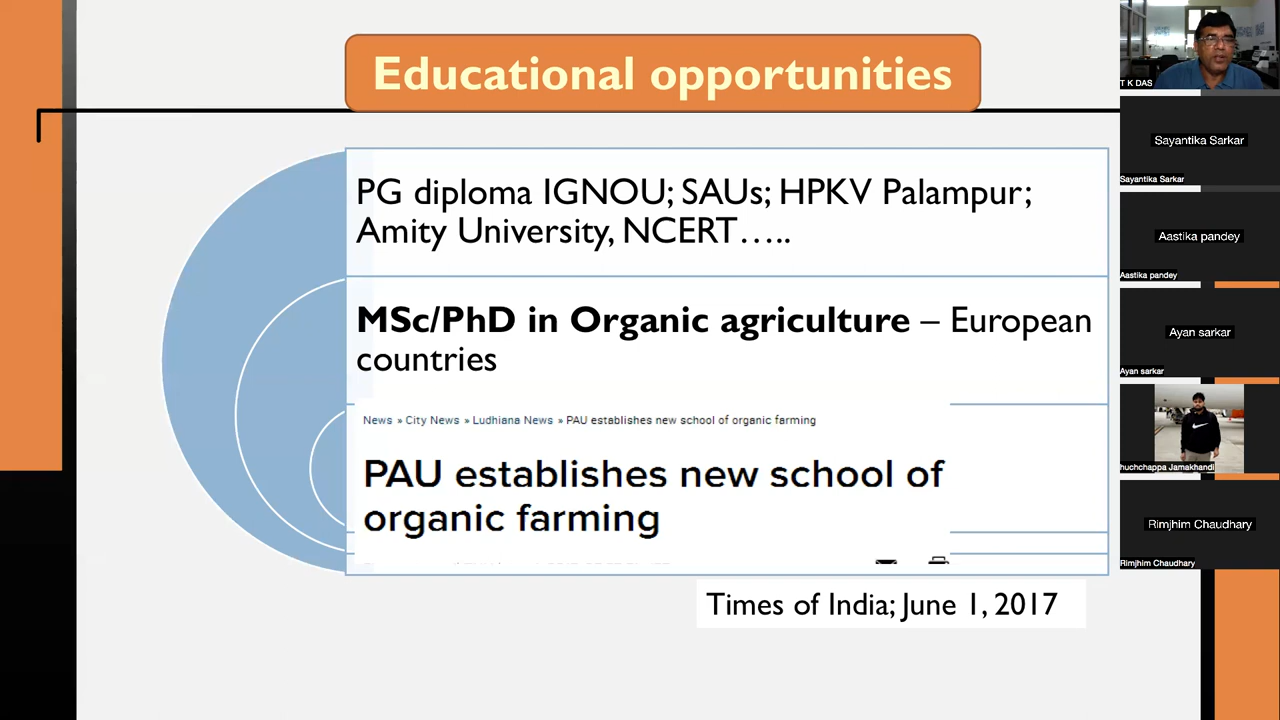 Educational opportunities
PG diploma IGNOU; SAUs; HPKV Palampur;
Amity University, NCERT.....
MSc/PhD in Organic agriculture – European
countries
News » City News » Ludhiana News » PAU establishes new school of organic farming
PAU establishes new school of
organic farming
Times of India; June 1, 2017
T K DAS
Sayantika Sarkar
Sayantika Sarkar
Aastika pandey
Aastika pandey
Ayan sarkar
Ayan sarkar
huchchappa Jamakhandi
Rimjhim Chaudhary
Rimjhim Chaudhary